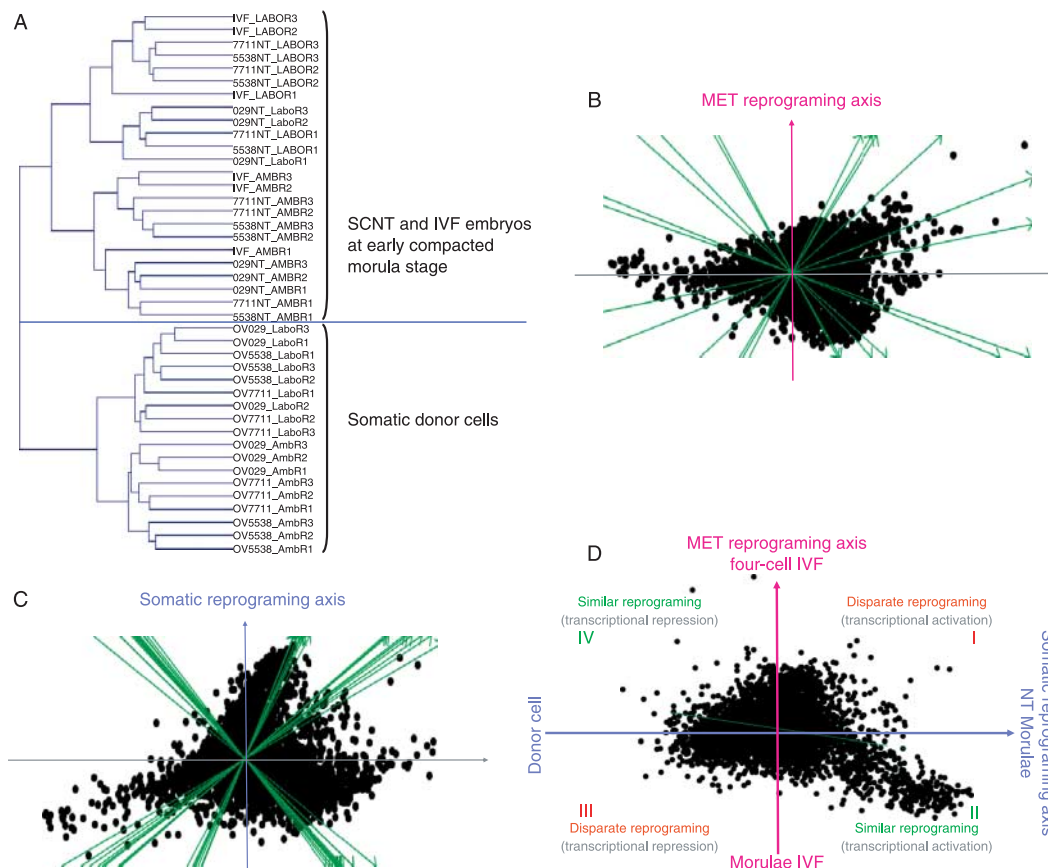 A
IVF_LABOR3
IVF_LABOR2
7711NT_LABOR3
5538NT_LABOR3
7711NT_LABOR2
5538NT_LABOR2
IVF_LABOR1
029NT_LaboR3
029NT_LaboR2
7711NT_LABOR1
5538NT_LABOR1
029NT_LaboR1
IVF_AMBR3
IVF_AMBR2
7711NT_AMBR3
7711NT_AMBR2
5538NT_AMBR3
5538NT_AMBR2
IVF_AMBR1
029NT_AMBR3
029NT_AMBR2
029NT_AMBR1
7711NT_AMBR1
5538NT_AMBR1
OV029_LaboR3
OV029_LaboR1
OV5538_LaboR1
OV5538_LaboR3
OV5538_LaboR2
OV7711_LaboR1
OV029_LaboR2
OV7711_LaboR2
OV7711_LaboR3
OV029_AmbR3
OV029_AmbR2
OV029_AmbR1
OV7711_AmbR3
OV7711_AmbR2
OV7711_AmbR1
OV5538_AmbR3
OV5538_AmbR2
OV5538_AmbR1
SCNT and IVF embryos
at early compacted
morula stage
Somatic donor cells
B
MET reprograming axis
C
Somatic reprograming axis
D
MET reprograming axis
four-cell IVF
Similar reprograming
(transcriptional repression)
IV
Disparate reprograming
(transcriptional activation)
I
Donor cell
Somatic reprograming axis
NT Morulae
III
Disparate reprograming
(transcriptional repression)
II
Similar reprograming
(transcriptional activation)
Morulae IVF